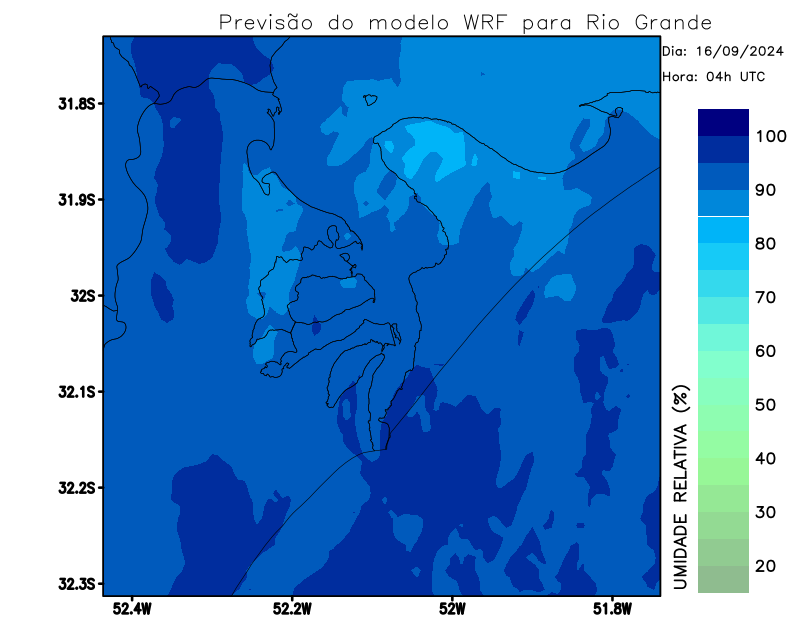 Previsão do modelo WRF para Rio Grande
Dia: 16/09/2024
Hora: 04h UTC
31.8S
31.9S
32S
32.1S
32.2S
32.3S
52.4W
52.2W
52W
51.8W
UMIDADE RELATIVA (%)
100
90
80
70
60
50
40
30
20